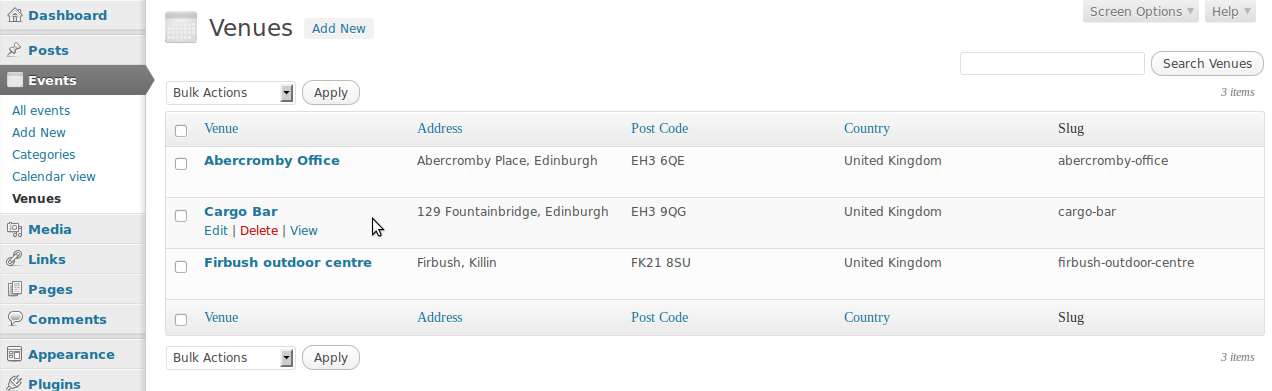 Dashboard
Posts
Events
All events
Add New
Categories
Calendar view
Venues
Media
Links
Pages
Comments
Appearance
Plugins
Screen Options Help
Venues Add New
Search Venues
Bulk Actions Apply 3 items
Venue Address Post Code Country Slug
Abercromby Office Abercromby Place, Edinburgh EH3 6QE United Kingdom abercromby-office
Cargo Bar 129 Fountainbridge, Edinburgh EH3 9QG United Kingdom cargo-bar
Edit | Delete | View
Firbush outdoor centre Firbush, Killin FK21 8SU United Kingdom firbush-outdoor-centre
Venue Address Post Code Country Slug
Bulk Actions Apply 3 items